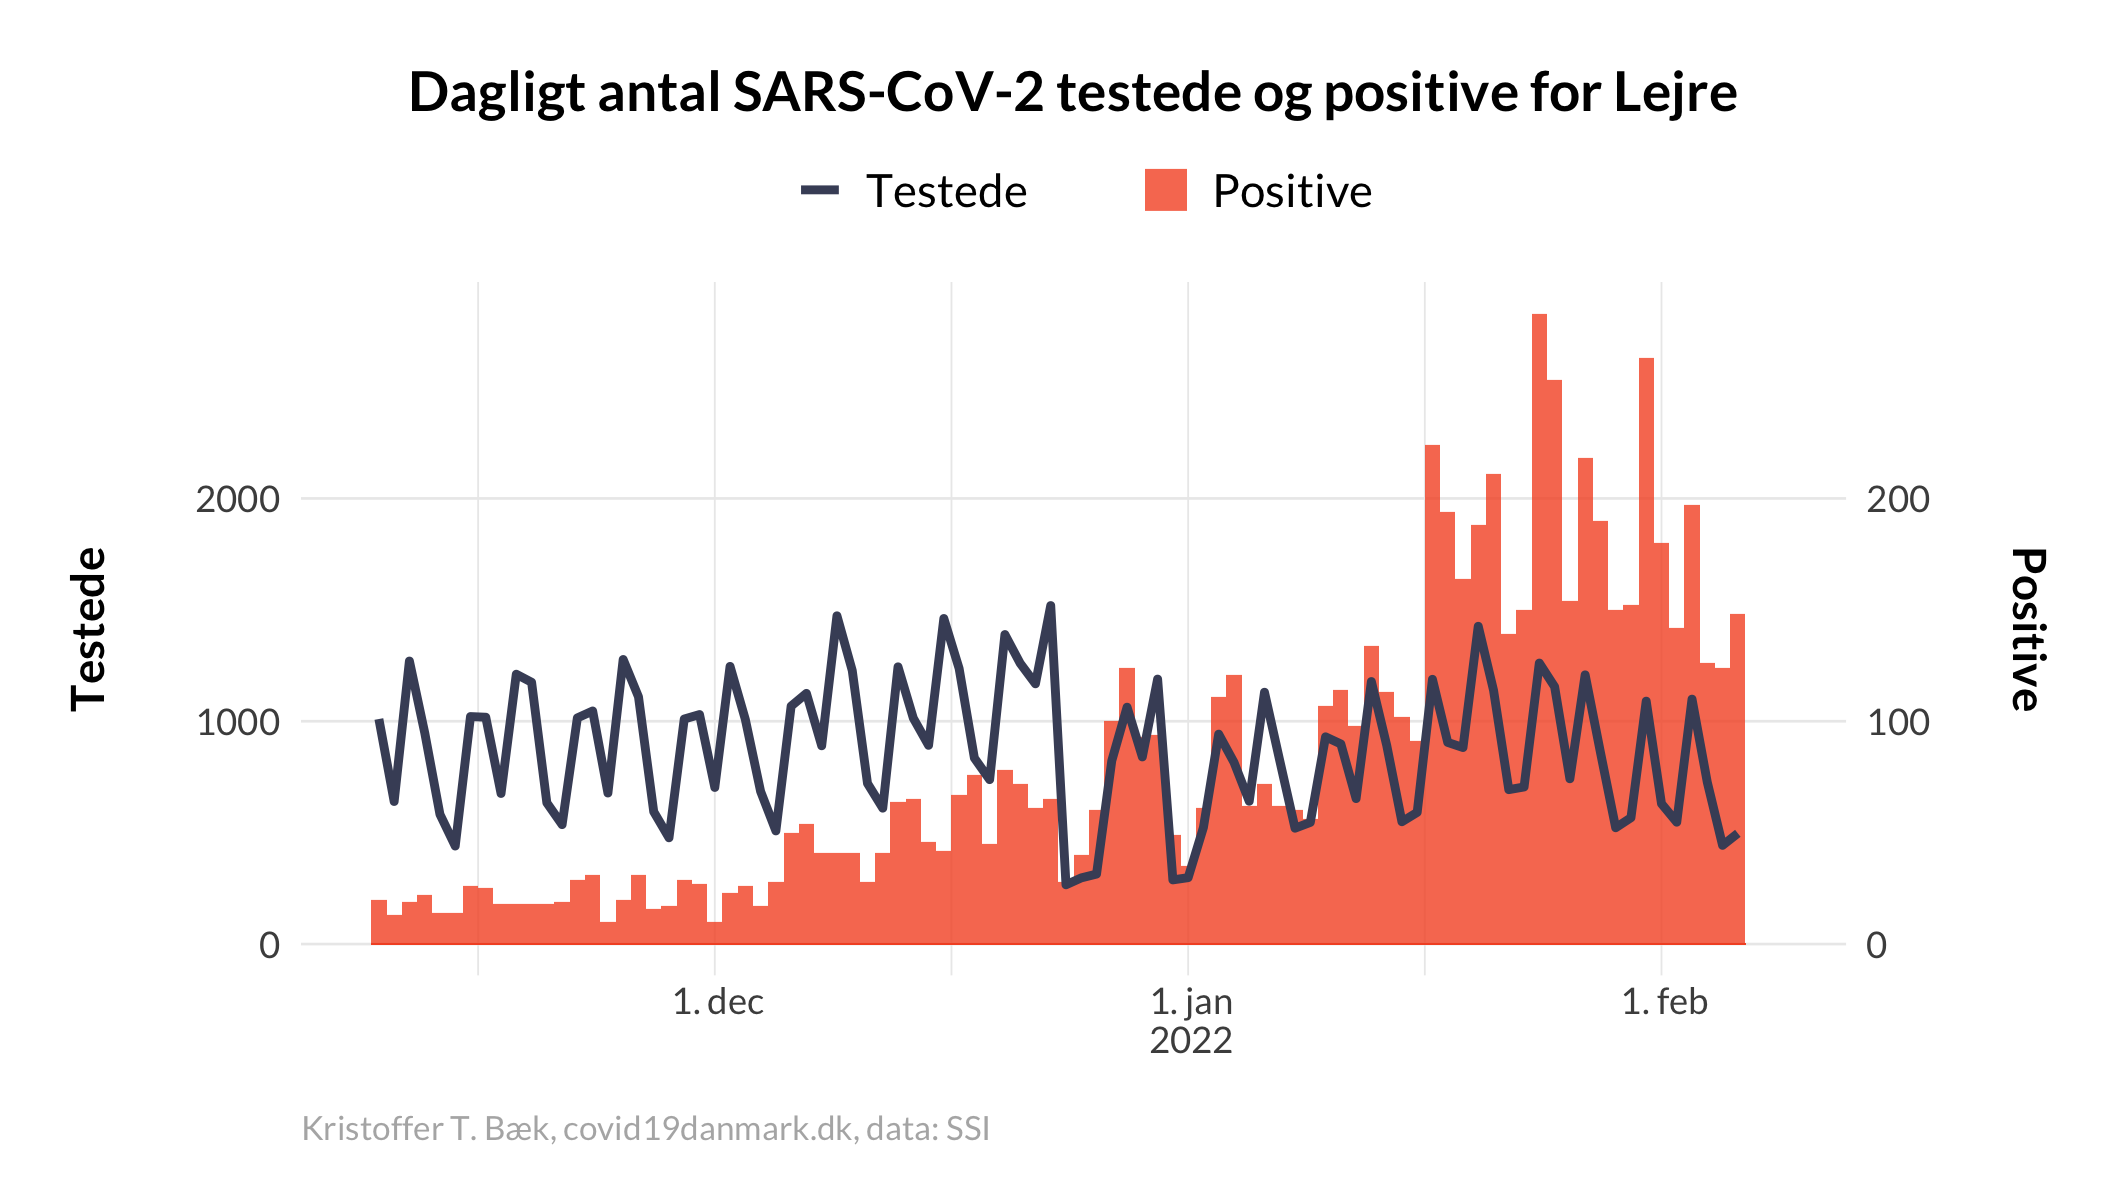 Dagligt antal SARS-CoV-2 testede og positive for Lejre
Testede
Positive
2000
1000
0
Testede
200
100
0
Positive
1. dec
1. jan
2022
1. feb
Kristoffer T. Bæk, covid19danmark.dk, data: SSI